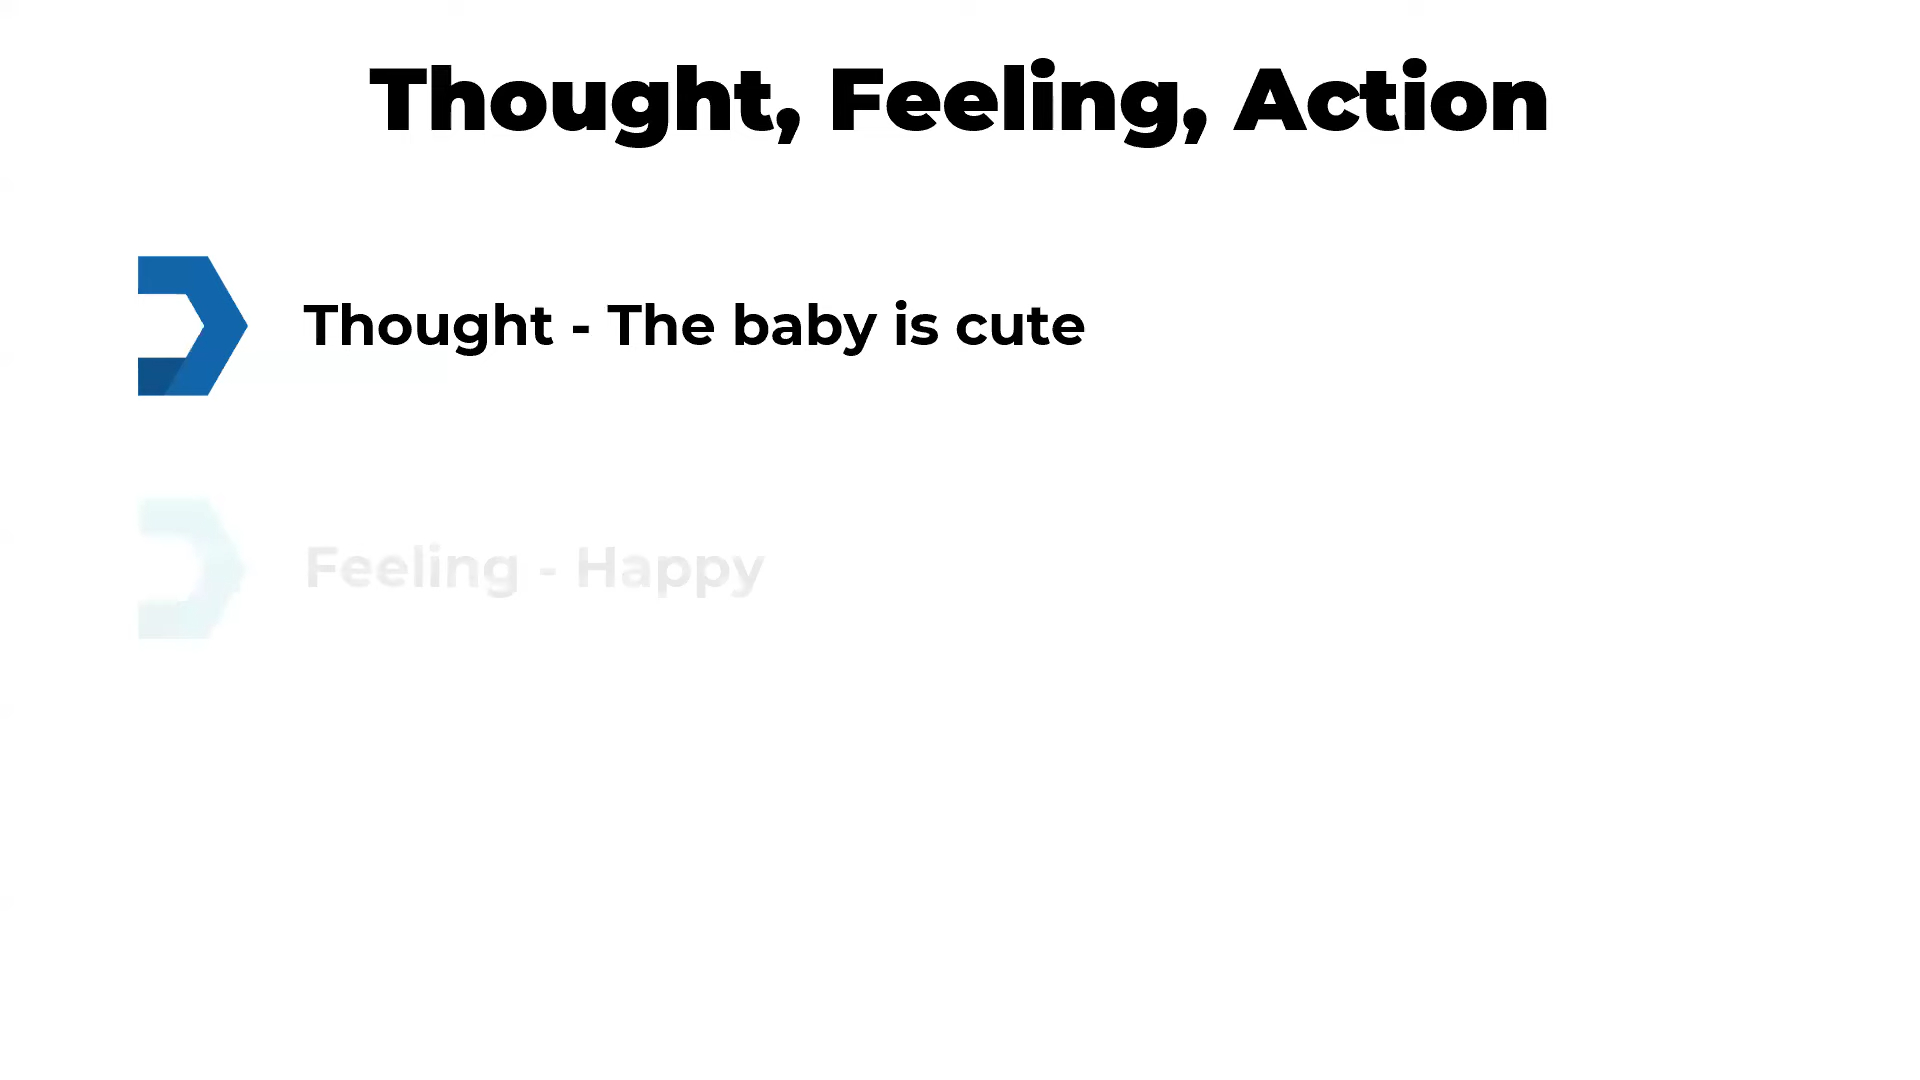 Thought, Feeling, Action
Thought - The baby is cute
Feeling - Happy